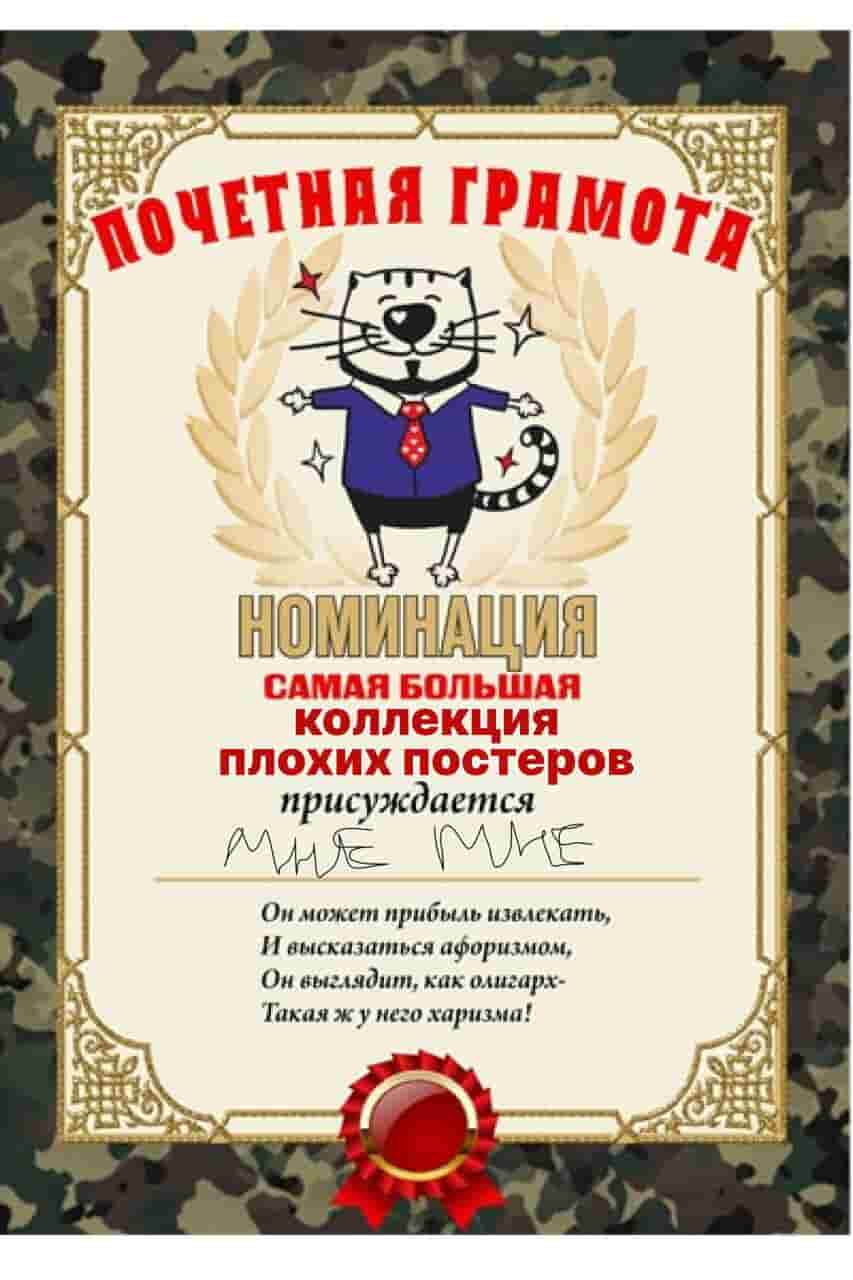 ПОЧЕТНАЯ ГРАМОТА
НОМИНАЦИЯ
САМАЯ БОЛЬШАЯ
коллекция
плохих постеров
присуждается
мне мне
Он может прибыль извлекать,
И высказаться афоризмом,
Он выглядит, как олигарх-
Такая ж у него харизма!